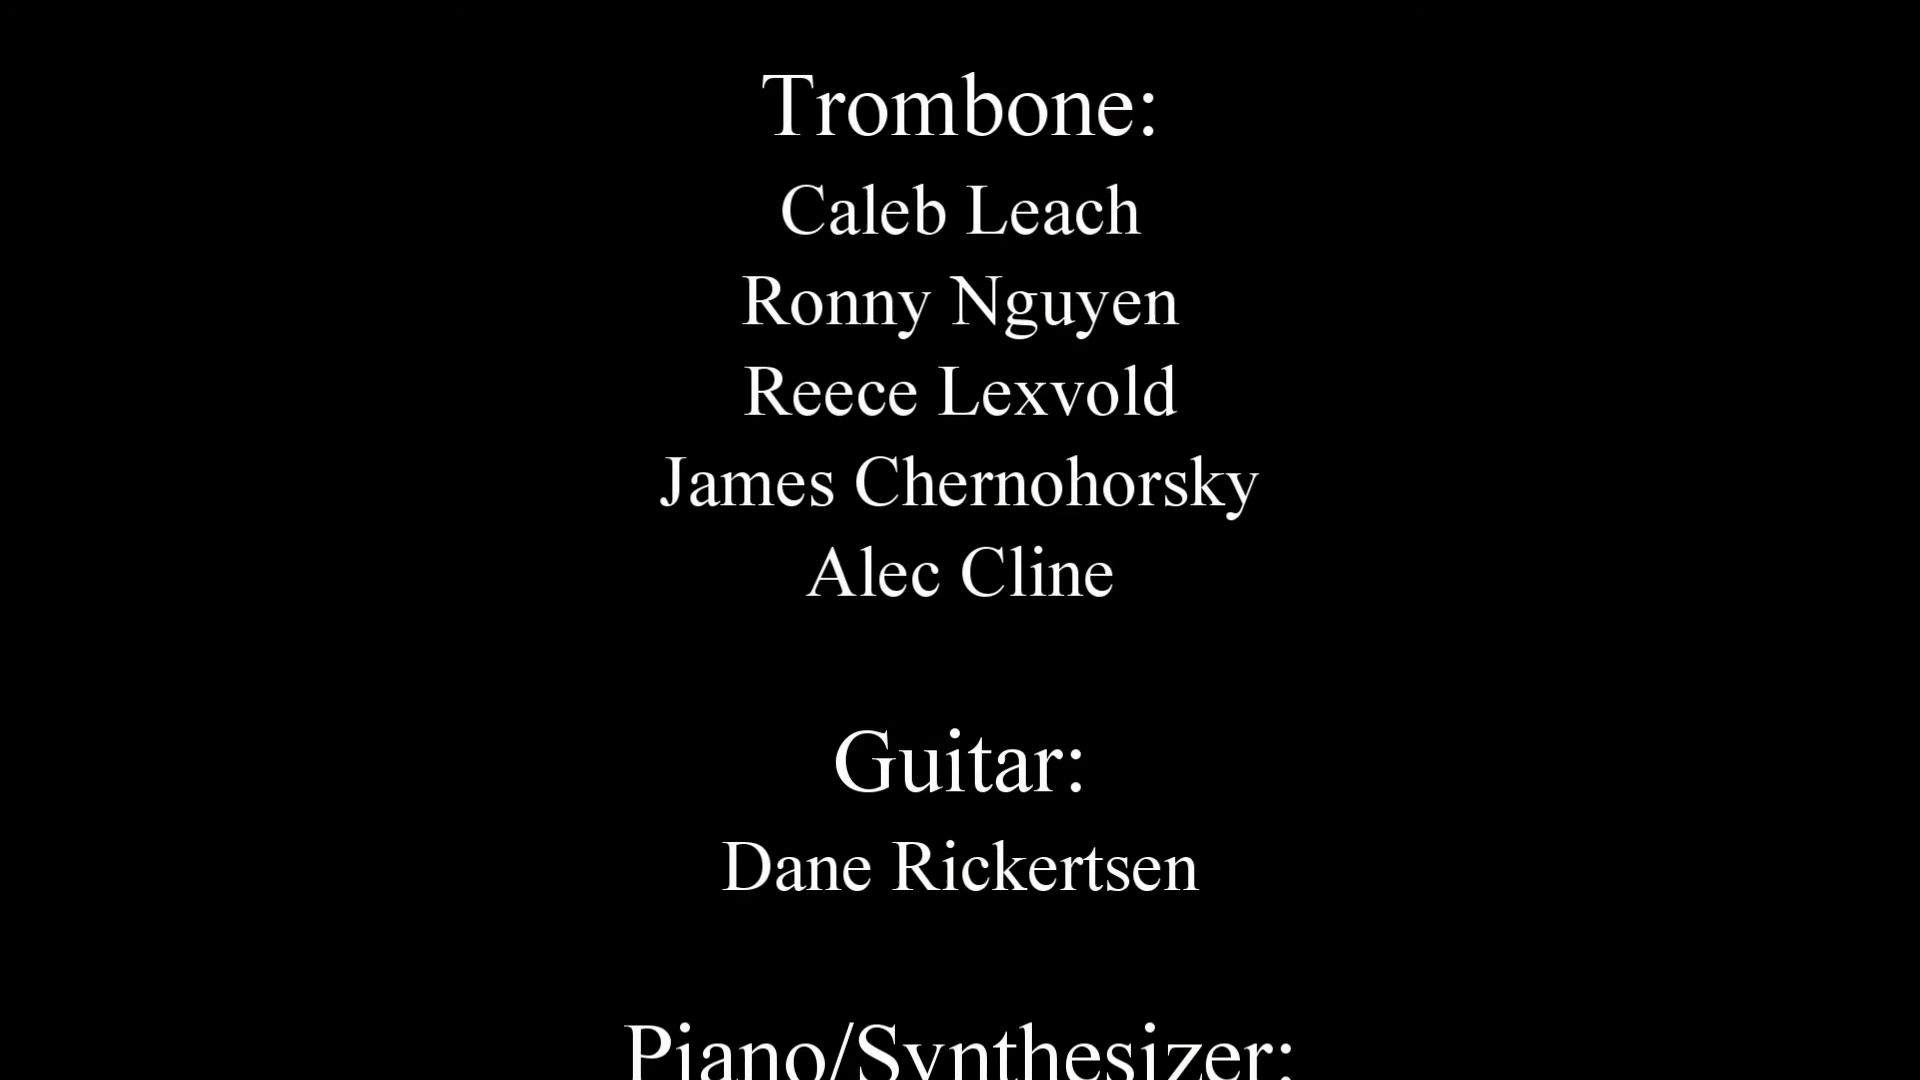 Trombone:
Caleb Leach
Ronny Nguyen
Reece Lexvold
James Chernohorsky
Alec Cline
Guitar:
Dane Rickertsen
Piano/Synthesizer: